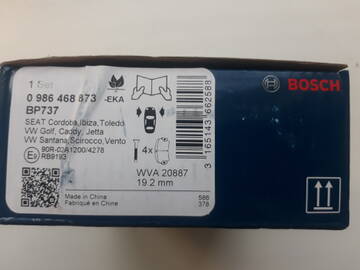 1 Set
0 986 468 873
-EKA
BP737
SEAT Cordoba,Ibiza,Toledo
VW Golf, Caddy, Jetta
VW Santana,Scirocco,Vento
E9
90R-02A1200/4278
RB9193
4x
WVA 20887
19.2 mm
Made in China
Fabriqué en Chine
586
378
3 165143 662588
BOSCH